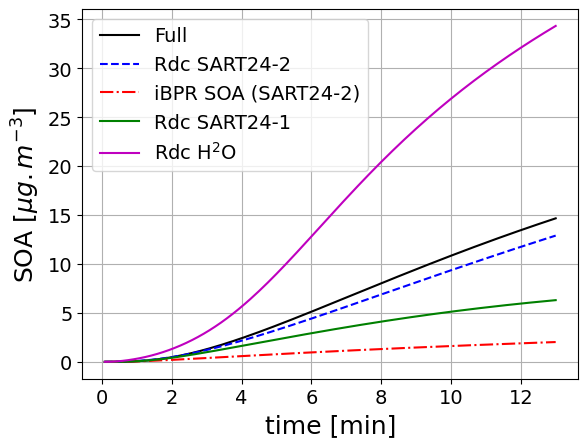 35
30
25
20
15
10
5
0
SOA [μg.m⁻³]
Full
Rdc SART24-2
iBPR SOA (SART24-2)
Rdc SART24-1
Rdc H²O
0 2 4 6 8 10 12
time [min]